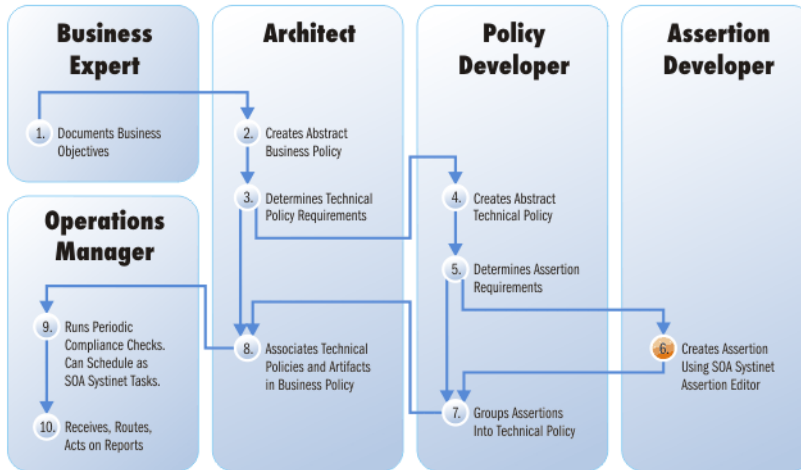 Business
Expert
1. Documents Business
Objectives
Operations
Manager
9. Runs Periodic
Compliance Checks.
Can Schedule as
SOA Systinet Tasks.
10. Receives, Routes,
Acts on Reports
Architect
2. Creates Abstract
Business Policy
3. Determines Technical
Policy Requirements
8. Associates Technical
Policies and Artifacts
in Business Policy
Policy
Developer
4. Creates Abstract
Technical Policy
5. Determines Assertion
Requirements
7. Groups Assertions
Into Technical Policy
Assertion
Developer
6. Creates Assertion
Using SOA Systinet
Assertion Editor